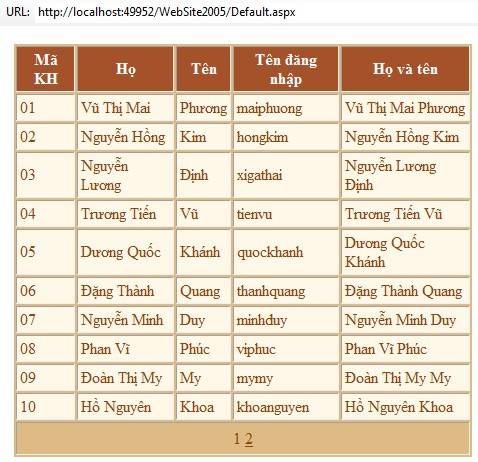 URL: http://localhost:49952/WebSite2005/Default.aspx
Mã KH Họ Tên Tên đăng nhập Họ và tên
01 Vũ Thị Mai Phương maiphuong Vũ Thị Mai Phương
02 Nguyễn Hồng Kim hongkim Nguyễn Hồng Kim
03 Nguyễn Lương Định xigathai Nguyễn Lương Định
04 Trương Tiến Vũ tienvu Trương Tiến Vũ
05 Dương Quốc Khánh quockhanh Dương Quốc Khánh
06 Đặng Thành Quang thanhquang Đặng Thành Quang
07 Nguyễn Minh Duy minhduy Nguyễn Minh Duy
08 Phan Vĩ Phúc viphuc Phan Vĩ Phúc
09 Đoàn Thị My My mymy Đoàn Thị My My
10 Hồ Nguyên Khoa khoanguyen Hồ Nguyên Khoa
1 2